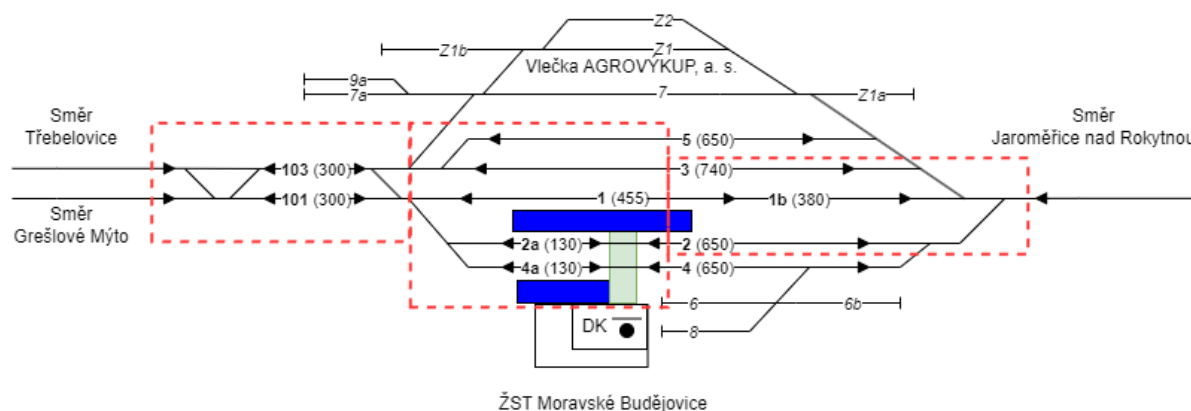 Z2
Z1b
Z1
Vlečka AGROVÝKUP, a. s.
9a
7a
7
Z1a
Směr
Třebelovice
Směr
Jaroměřice nad Rokytnou
5 (650)
103 (300)
3 (740)
101 (300)
1 (455)
1b (380)
Směr
Grešlové Mýto
2a (130)
2 (650)
4a (130)
4 (650)
6
6b
DK
8
ŽST Moravské Budějovice